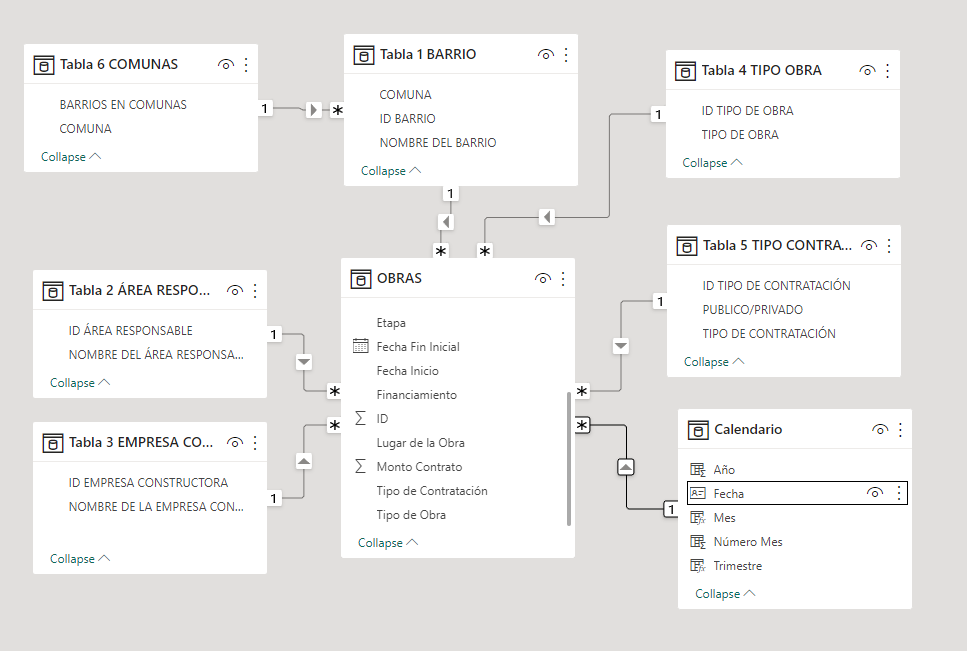 Tabla 6 COMUNAS
BARRIOS EN COMUNAS
COMUNA
Collapse
1
*
Tabla 1 BARRIO
COMUNA
ID BARRIO
NOMBRE DEL BARRIO
Collapse
1
*
Tabla 4 TIPO OBRA
ID TIPO DE OBRA
TIPO DE OBRA
Collapse
1
*
Tabla 2 ÁREA RESPO...
ID ÁREA RESPONSABLE
NOMBRE DEL ÁREA RESPONSA...
Collapse
1
*
Tabla 3 EMPRESA CO...
ID EMPRESA CONSTRUCTORA
NOMBRE DE LA EMPRESA CON...
Collapse
1
*
OBRAS
Etapa
Fecha Fin Inicial
Fecha Inicio
Financiamiento
∑ ID
Lugar de la Obra
∑ Monto Contrato
Tipo de Contratación
Tipo de Obra
Collapse
Tabla 5 TIPO CONTRA...
ID TIPO DE CONTRATACIÓN
PUBLICO/PRIVADO
TIPO DE CONTRATACIÓN
Collapse
1
*
Calendario
Año
Fecha
Mes
Número Mes
Trimestre
Collapse
1
*